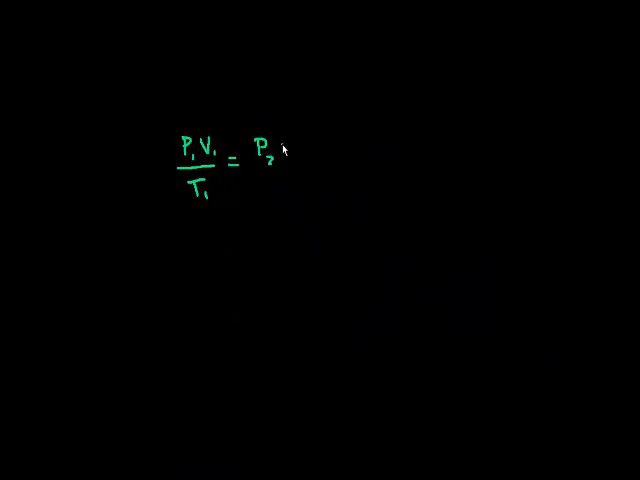 P₁V₁/T₁ = P₂